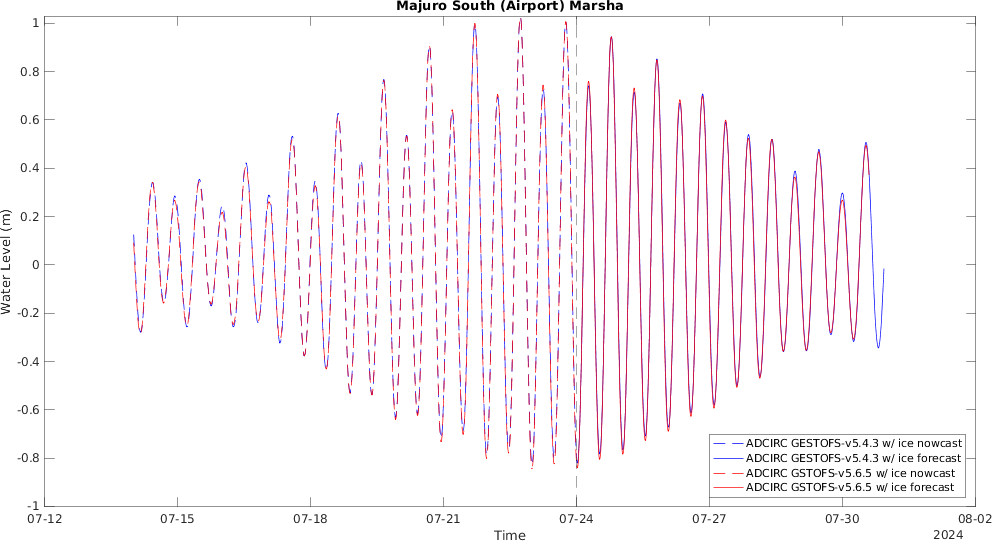 Majuro South (Airport) Marsha
Water Level (m)
1
0.8
0.6
0.4
0.2
0
-0.2
-0.4
-0.6
-0.8
-1
ADCIRC GESTOFS-v5.4.3 w/ ice nowcast
ADCIRC GESTOFS-v5.4.3 w/ ice forecast
ADCIRC GSTOFS-v5.6.5 w/ ice nowcast
ADCIRC GSTOFS-v5.6.5 w/ ice forecast
07-12 07-15 07-18 07-21 07-24 07-27 07-30 08-02
Time
2024